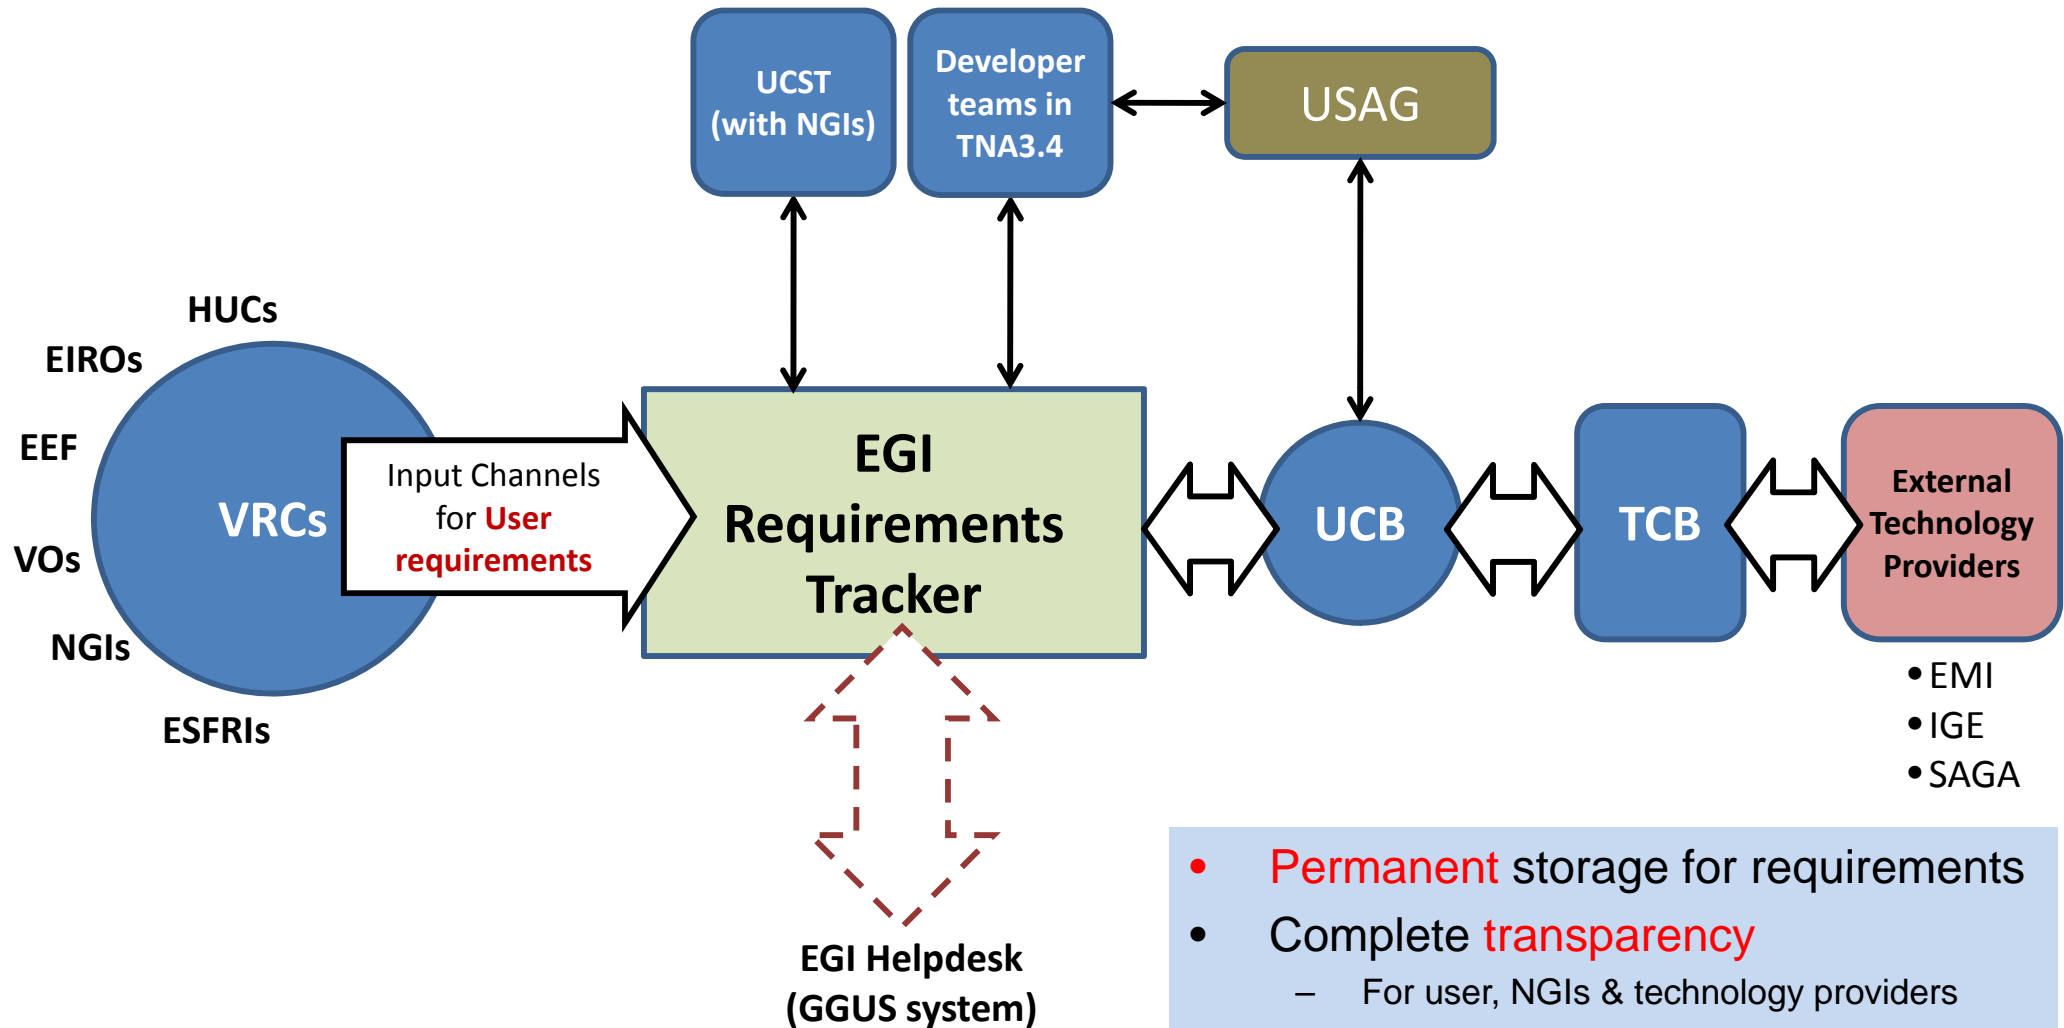 UCST
(with NGIs)
Developer
teams in
TNA3.4
USAG
HUCs
EIROs
EEF
VOs
NGIs
ESFRIs
VRCs
Input Channels
for User
requirements
EGI
Requirements
Tracker
UCB
TCB
External
Technology
Providers
• EMI
• IGE
• SAGA
EGI Helpdesk
(GGUS system)
• Permanent storage for requirements
• Complete transparency
– For user, NGIs & technology providers